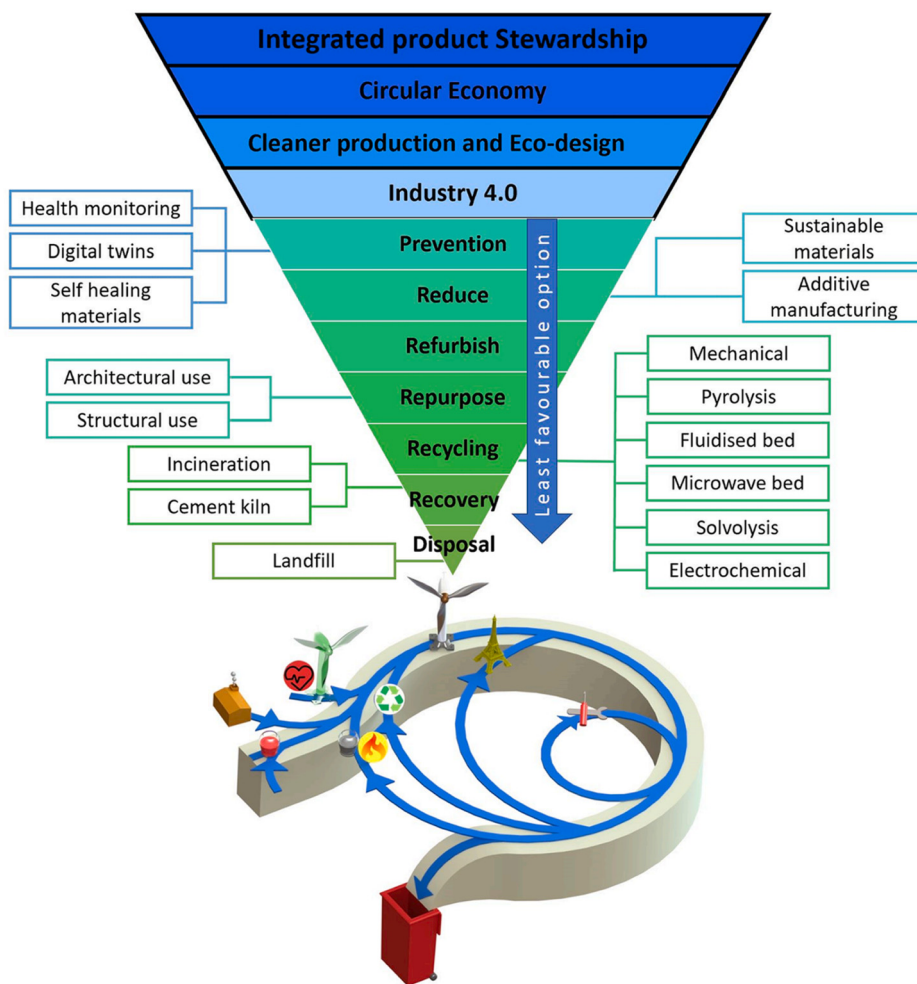 Integrated product Stewardship
Circular Economy
Cleaner production and Eco-design
Industry 4.0
Health monitoring
Digital twins
Self healing
materials
Prevention
Reduce
Refurbish
Repurpose
Recycling
Recovery
Disposal
Least favourable option
Sustainable
materials
Additive
manufacturing
Architectural use
Structural use
Mechanical
Pyrolysis
Fluidised bed
Microwave bed
Solvolysis
Electrochemical
Incineration
Cement kiln
Landfill